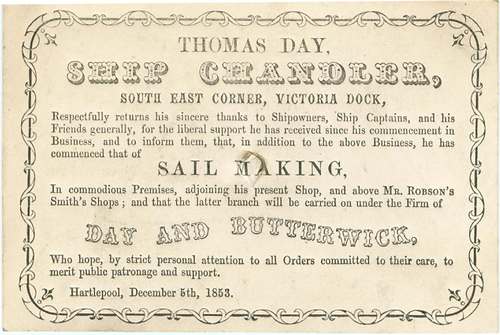 THOMAS DAY,
SHIP CHANDLER,
SOUTH EAST CORNER, VICTORIA DOCK,
Respectfully returns his sincere thanks to Shipowners, Ship Captains, and his
Friends generally, for the liberal support he has received since his commencement in
Business, and to inform them, that, in addition to the above Business, he has
commenced that of
SAIL MAKING,
In commodious Premises, adjoining his present Shop, and above MR. ROBSON'S
Smith's Shops; and that the latter branch will be carried on under the Firm of
DAY AND BUTTERWICK,
Who hope, by strict personal attention to all Orders committed to their care, to
merit public patronage and support.
Hartlepool, December 5th, 1853.